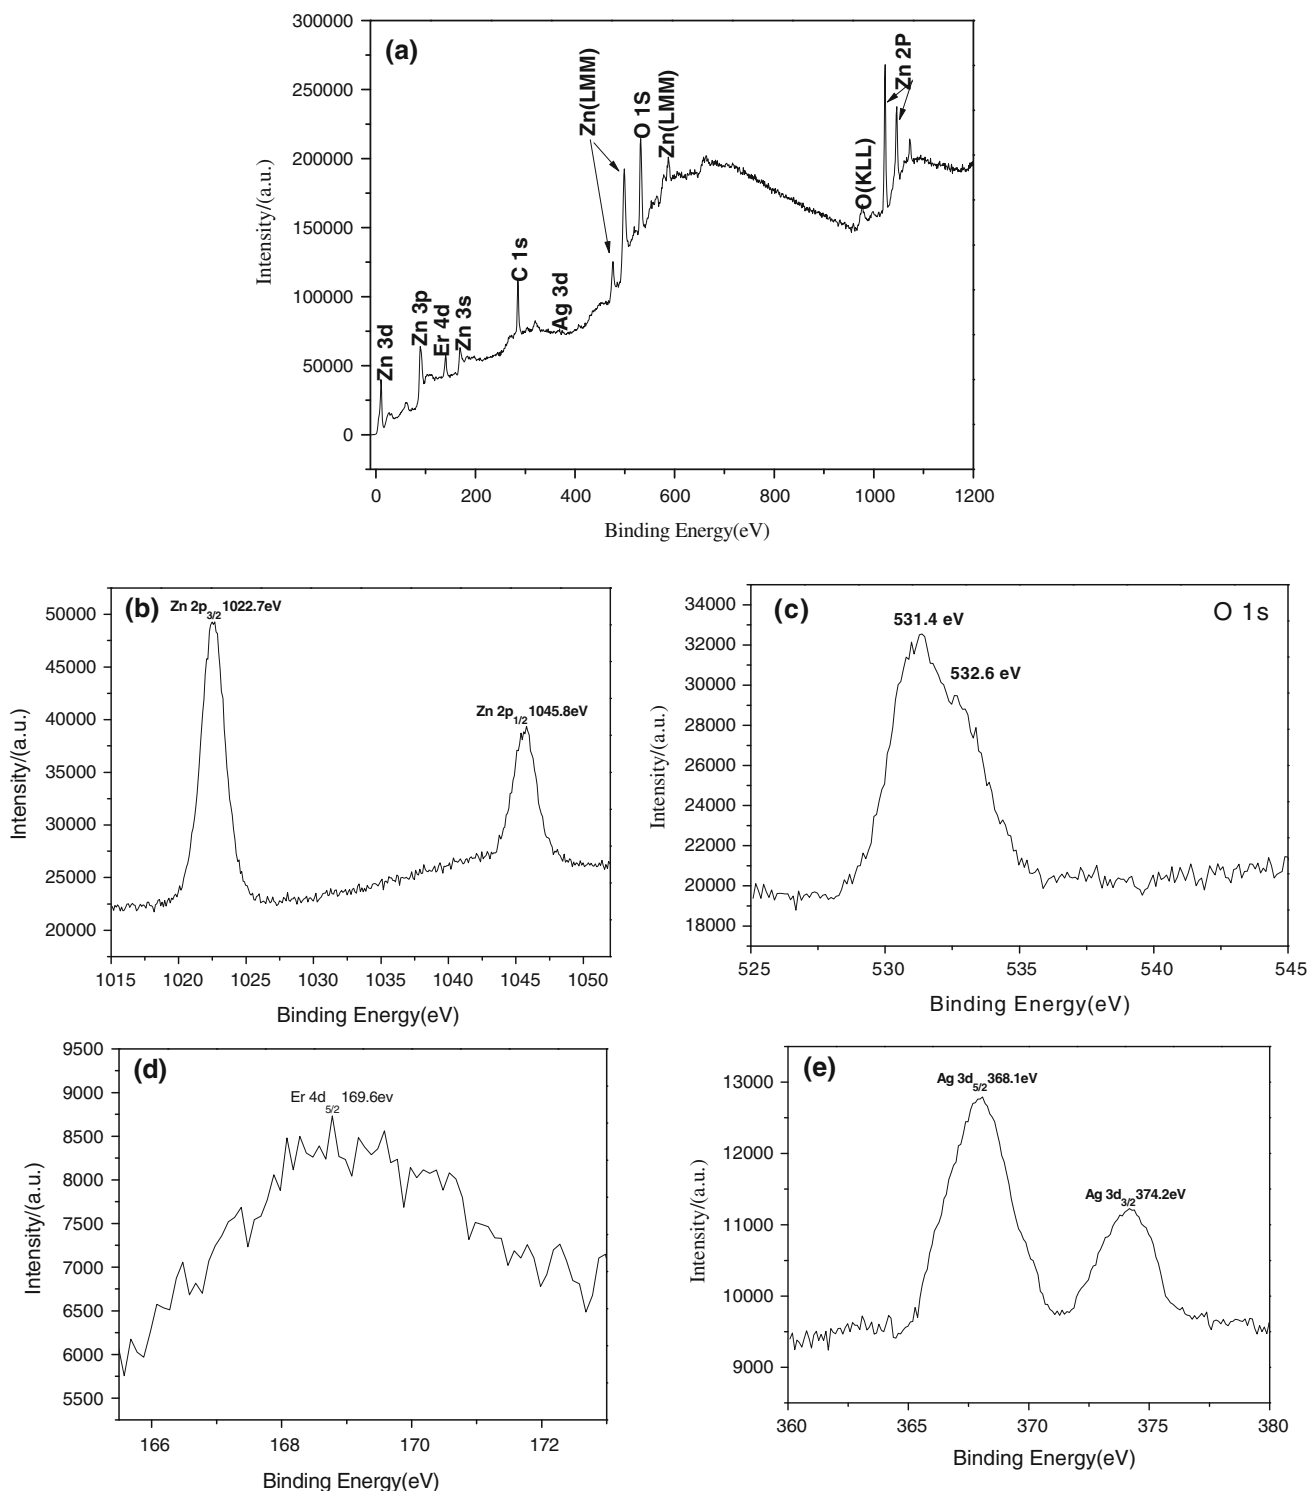 (a)
300000
250000
200000
150000
100000
50000
0
Intensity/(a.u.)
Zn 3d
Zn 3p
Er 4d
Zn 3s
C 1s
Ag 3d
Zn(LMM)
O 1S
Zn(LMM)
O(KLL)
Zn 2P
0 200 400 600 800 1000 1200
Binding Energy(eV)
(b)
Zn 2p3/2 1022.7eV
Zn 2p1/2 1045.8eV
50000
45000
40000
35000
30000
25000
20000
Intensity/(a.u.)
1015 1020 1025 1030 1035 1040 1045 1050
Binding Energy(eV)
(c)
O 1s
531.4 eV
532.6 eV
34000
32000
30000
28000
26000
24000
22000
20000
18000
Intensity/(a.u.)
525 530 535 540 545
Binding Energy(eV)
(d)
Er 4d5/2 169.6ev
9500
9000
8500
8000
7500
7000
6500
6000
5500
Intensity/(a.u.)
166 168 170 172
Binding Energy(eV)
(e)
Ag 3d5/2 368.1eV
Ag 3d3/2 374.2eV
13000
12000
11000
10000
9000
Intensity/(a.u.)
360 365 370 375 380
Binding Energy(eV)